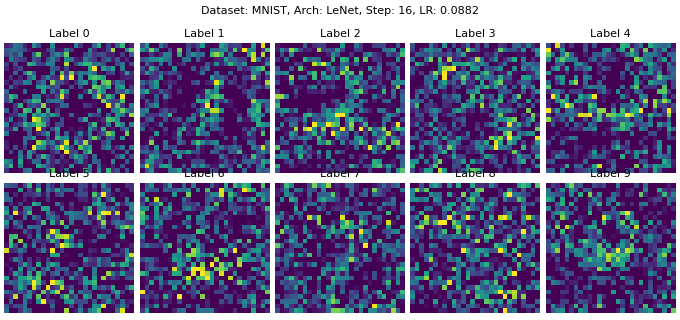 Dataset: MNIST, Arch: LeNet, Step: 16, LR: 0.0882
Label 0 Label 1 Label 2 Label 3 Label 4
Label 5 Label 6 Label 7 Label 8 Label 9